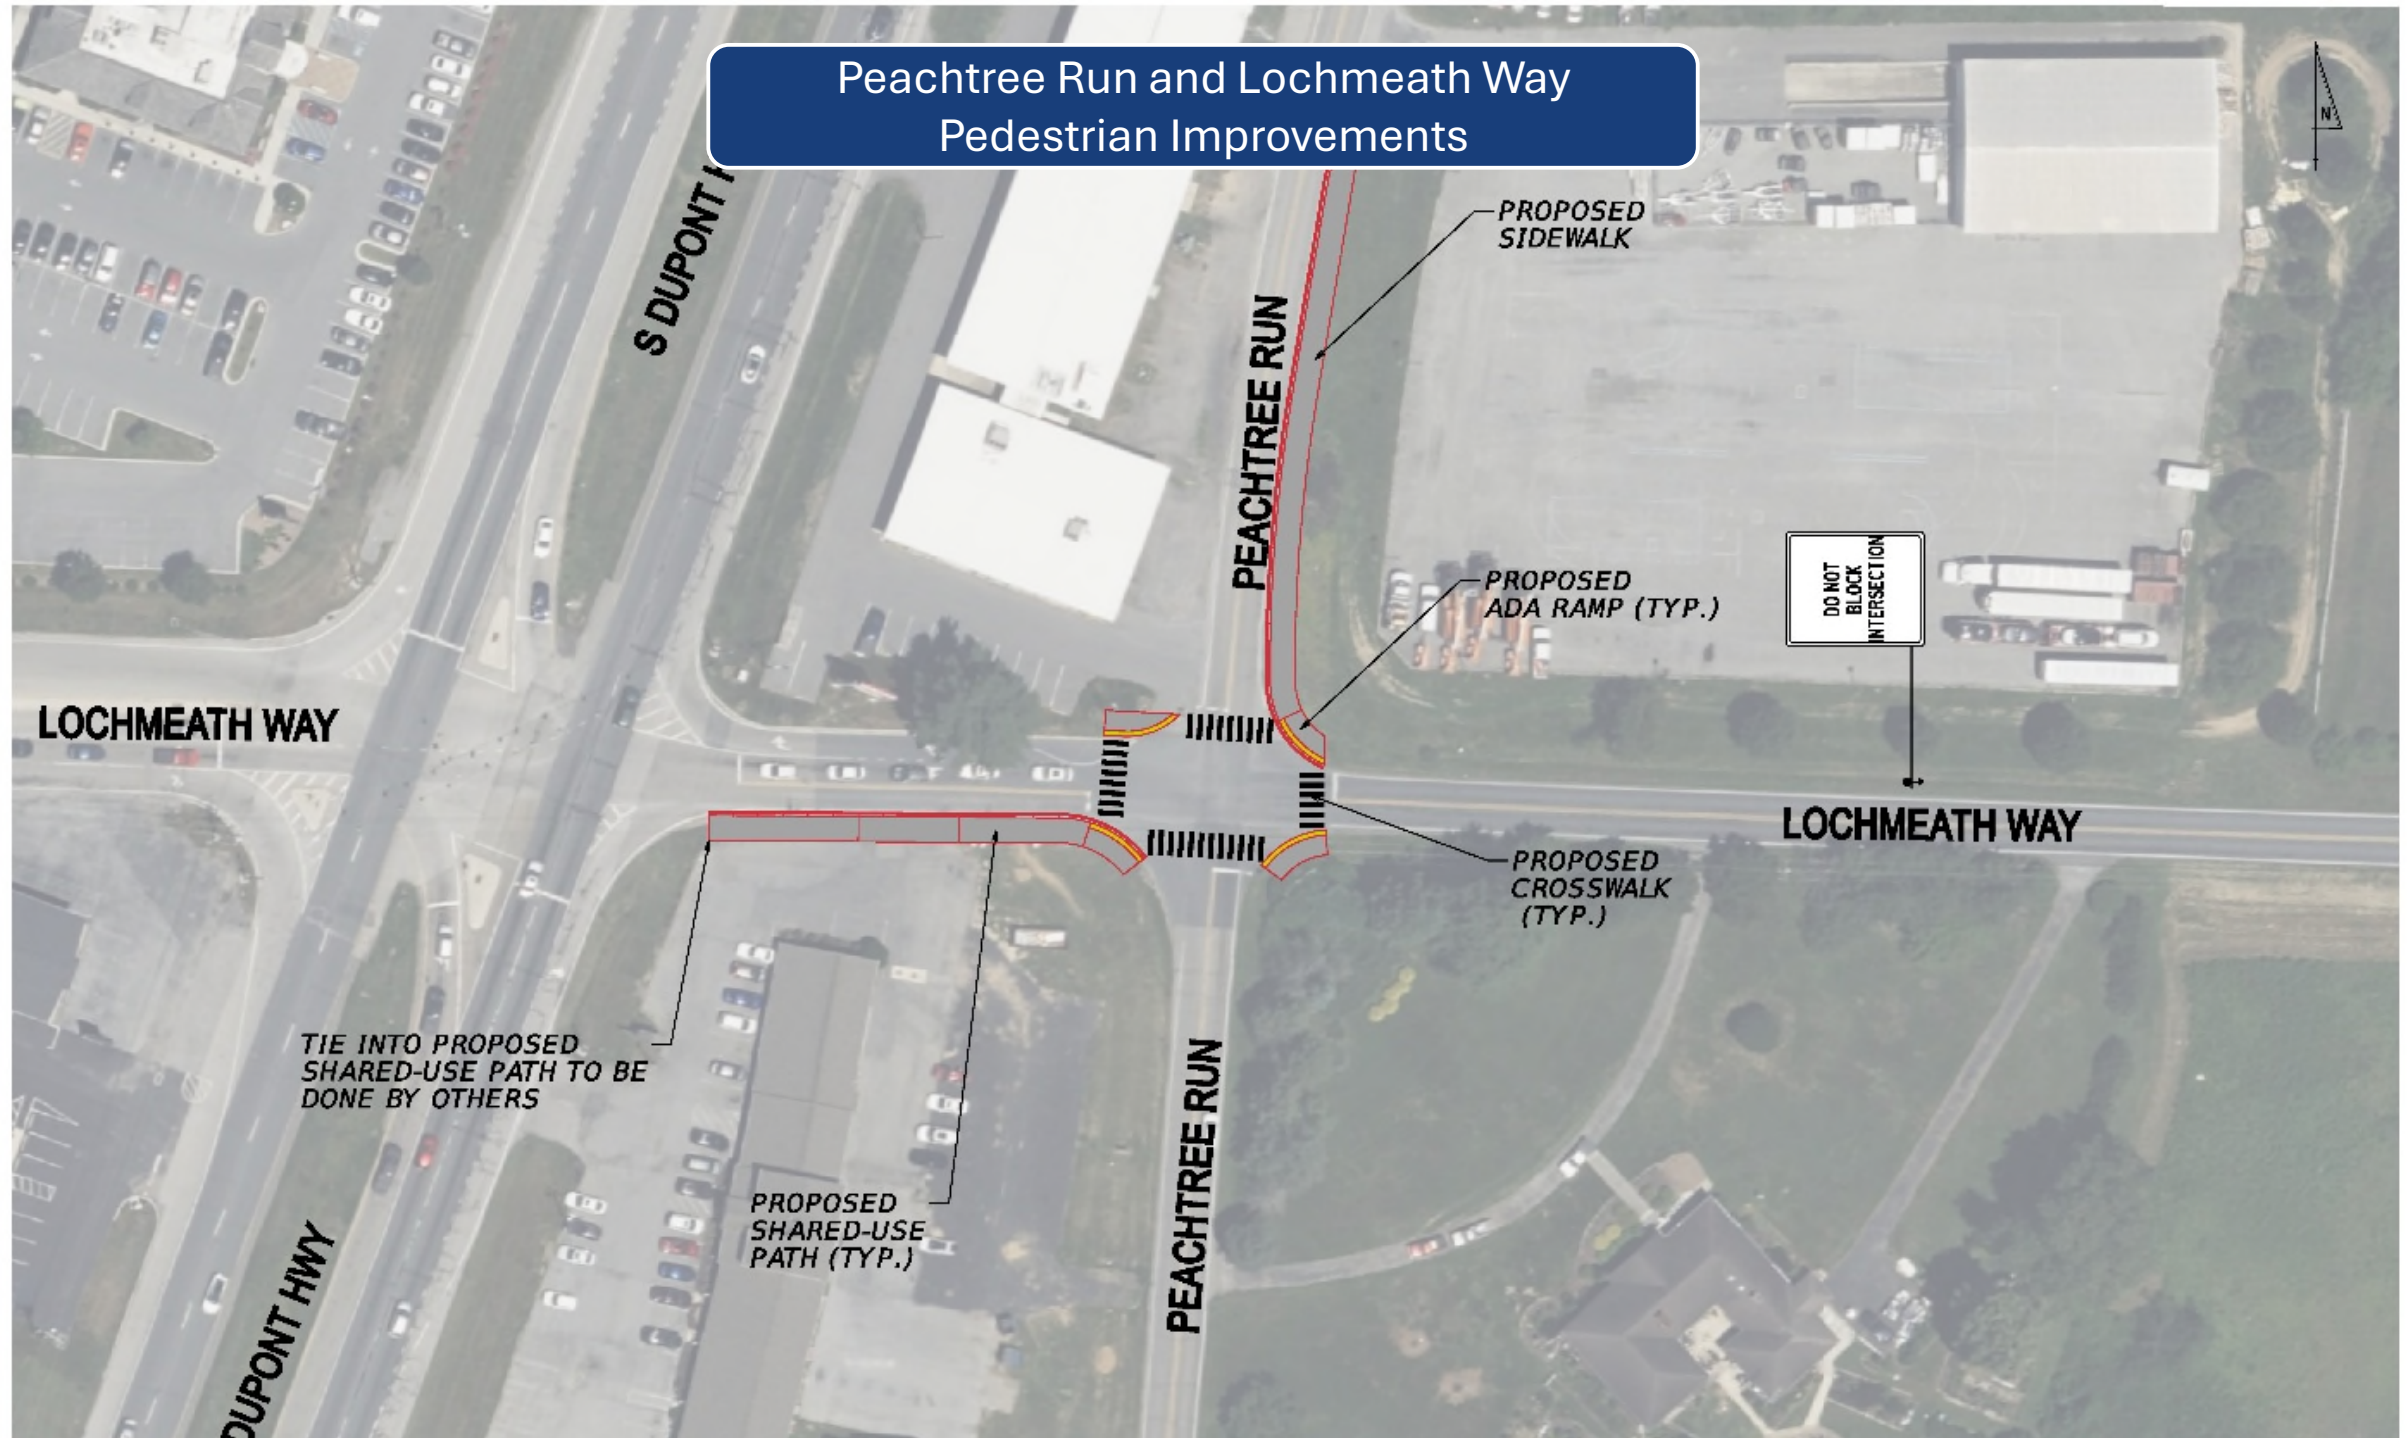 Peachtree Run and Lochmeath Way
Pedestrian Improvements
N
S DUPONT H
PROPOSED
SIDEWALK
PEACHTREE RUN
PROPOSED
ADA RAMP (TYP.)
DO NOT
BLOCK
INTERSECTION
LOCHMEATH WAY
LOCHMEATH WAY
PROPOSED
CROSSWALK
(TYP.)
TIE INTO PROPOSED
SHARED-USE PATH TO BE
DONE BY OTHERS
PEACHTREE RUN
PROPOSED
SHARED-USE
PATH (TYP.)
DUPONT HWY